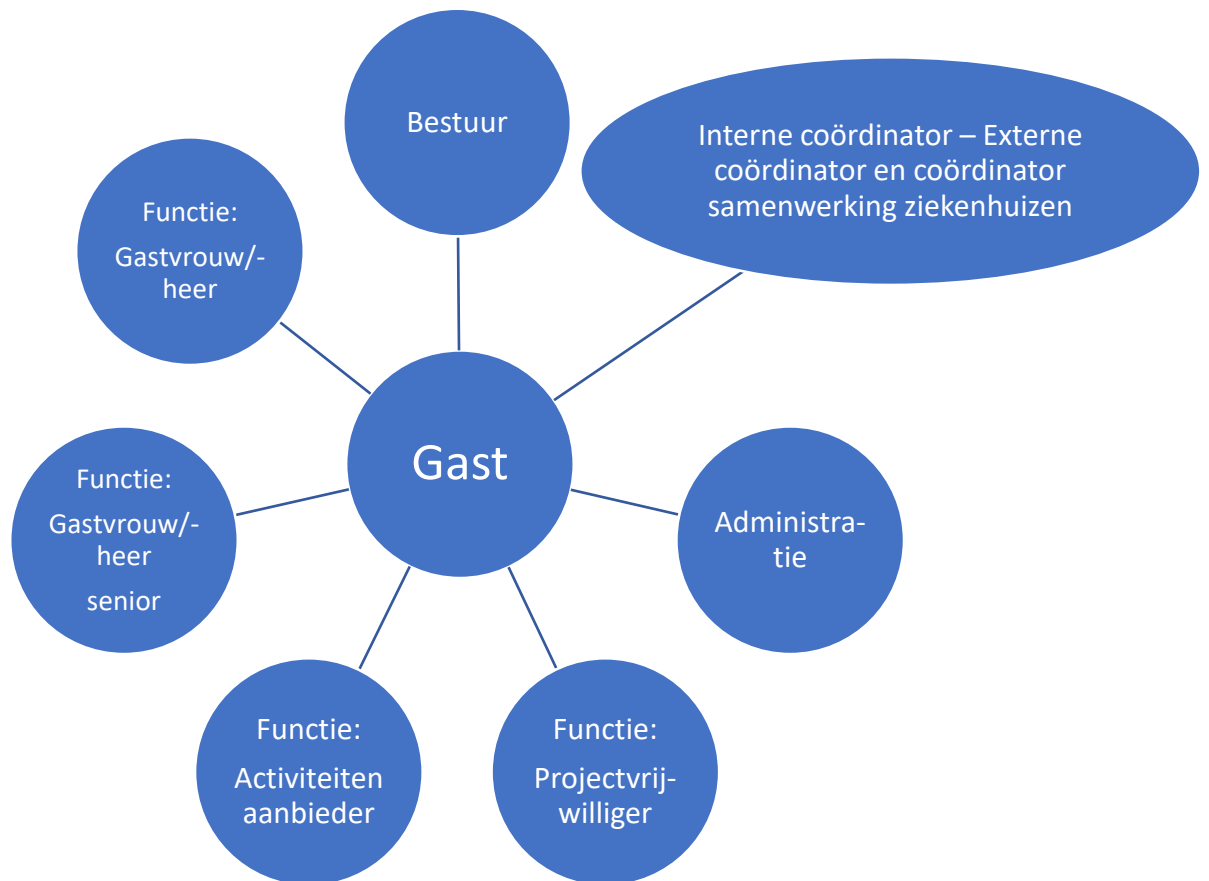 Bestuur
Interne coördinator – Externe
coördinator en coördinator
samenwerking ziekenhuizen
Functie:
Gastvrouw/-
heer
Gast
Functie:
Gastvrouw/-
heer
senior
Administra-
tie
Functie:
Activiteiten
aanbieder
Functie:
Projectvrij-
williger